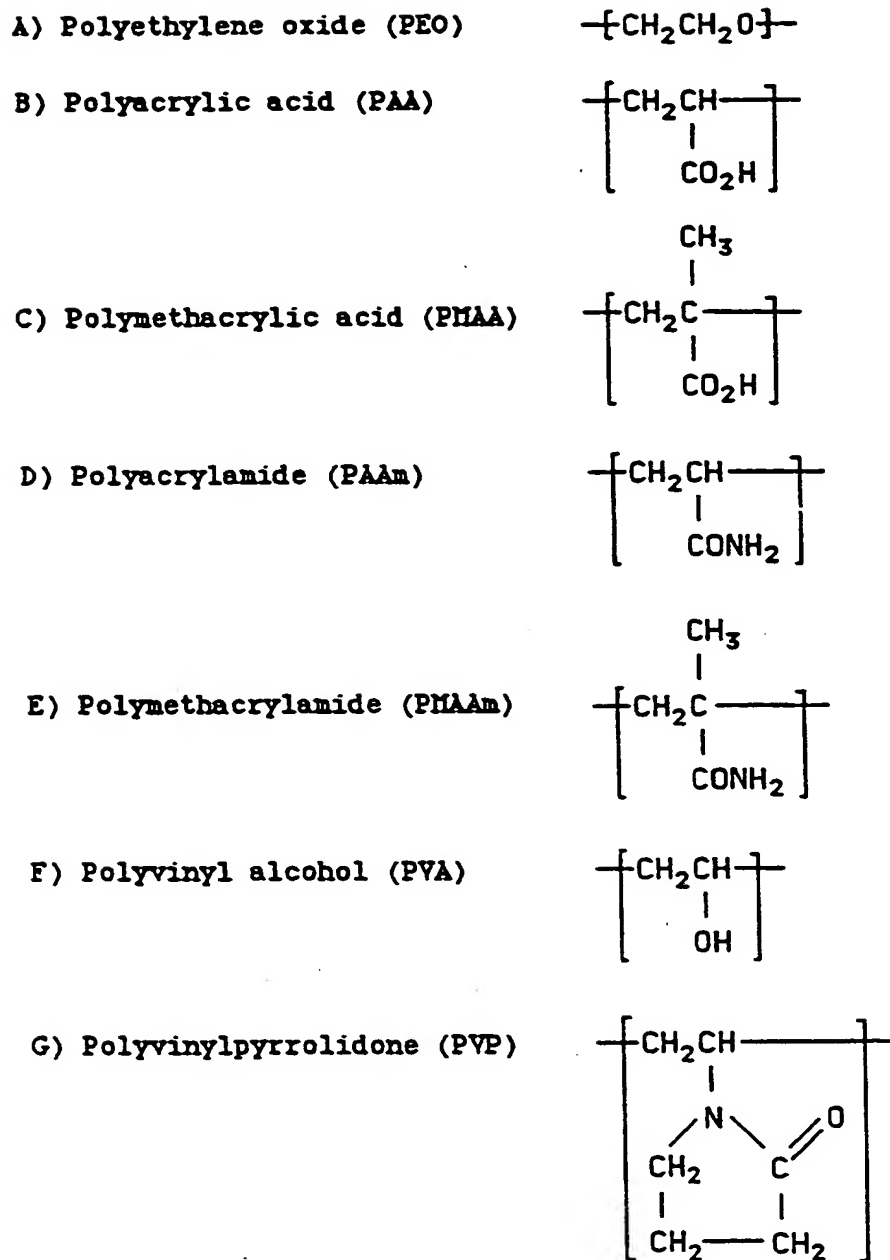 A) Polyethylene oxide (PEO) -[CH₂CH₂O]-
B) Polyacrylic acid (PAA) -[CH₂CH-]-
CO₂H
CH₃
C) Polymethacrylic acid (PMAA) -[CH₂C-]-
CO₂H
D) Polyacrylamide (PAAm) -[CH₂CH-]-
CONH₂
CH₃
E) Polymethacrylamide (PMAAm) -[CH₂C-]-
CONH₂
F) Polyvinyl alcohol (PVA) -[CH₂CH-]-
OH
G) Polyvinylpyrrolidone (PVP) -[CH₂CH-]-
N O
CH₂ C
CH₂-CH₂